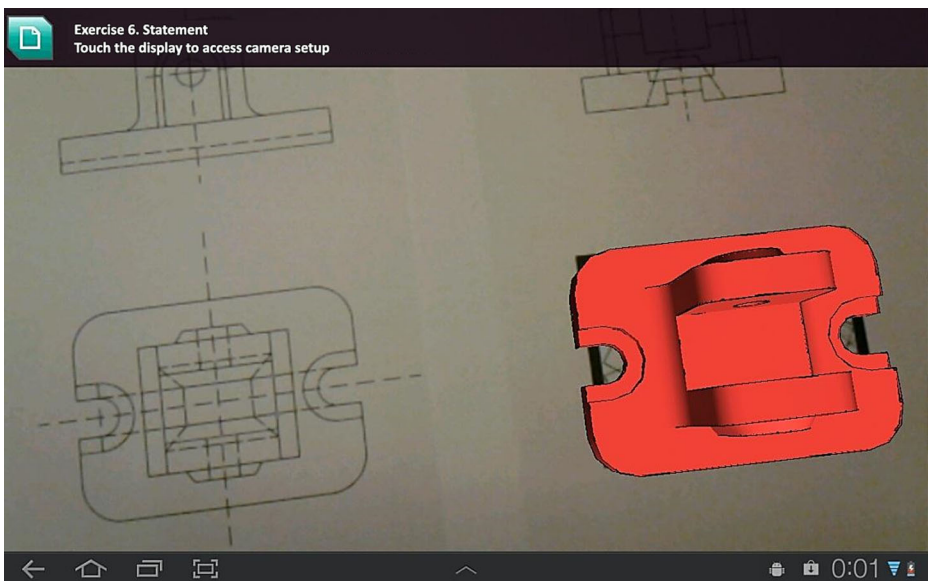 Exercise 6. Statement
Touch the display to access camera setup
0:01